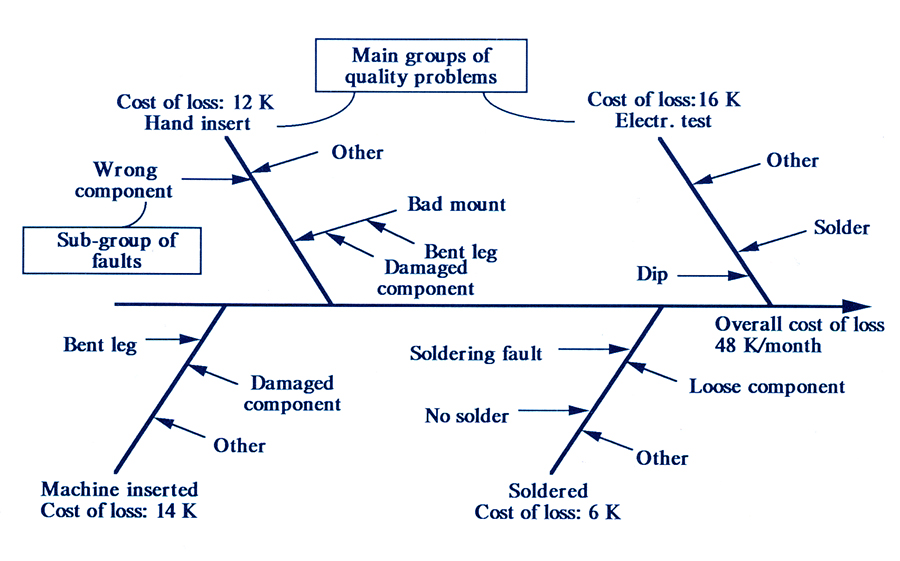 Main groups of
quality problems
Cost of loss: 12 K
Hand insert
Cost of loss:16 K
Electr. test
Other
Wrong
component
Bad mount
Bent leg
Damaged
component
Sub-group of
faults
Other
Solder
Dip
Overall cost of loss
48 K/month
Bent leg
Damaged
component
Other
Machine inserted
Cost of loss: 14 K
Soldering fault
Loose component
No solder
Other
Soldered
Cost of loss: 6 K